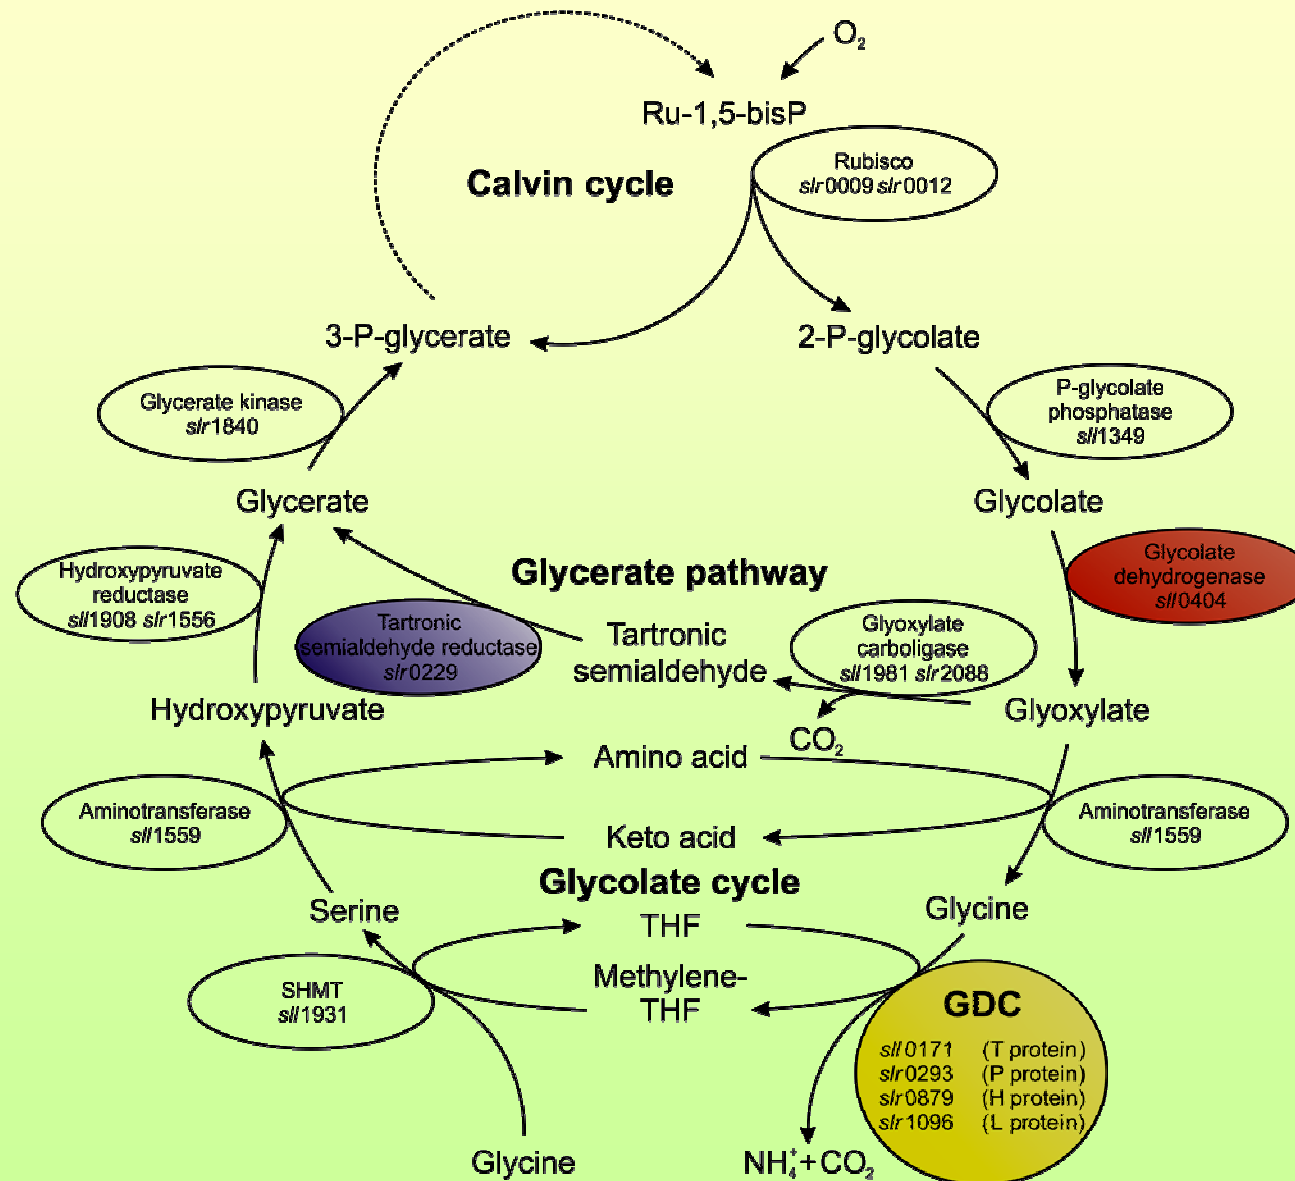 O₂
Ru-1,5-bisP
Rubisco
slr0009 slr0012
Calvin cycle
3-P-glycerate
2-P-glycolate
Glycerate kinase
slr1840
P-glycolate
phosphatase
sll1349
Glycerate
Glycolate
Hydroxypyruvate
reductase
sll1908 slr1556
Glycerate pathway
Glycolate
dehydrogenase
sll0404
Tartronic
semialdehyde reductase
slr0229
Tartronic
semialdehyde
Glyoxylate
carboligase
sll1981 slr2088
Hydroxypyruvate
Glyoxylate
CO₂
Amino acid
Aminotransferase
sll1559
Keto acid
Aminotransferase
sll1559
Glycolate cycle
Serine
Glycine
THF
Methylene-
THF
SHMT
sll1931
GDC
sll0171 (T protein)
slr0293 (P protein)
slr0879 (H protein)
slr1096 (L protein)
Glycine
NH₄⁺+CO₂